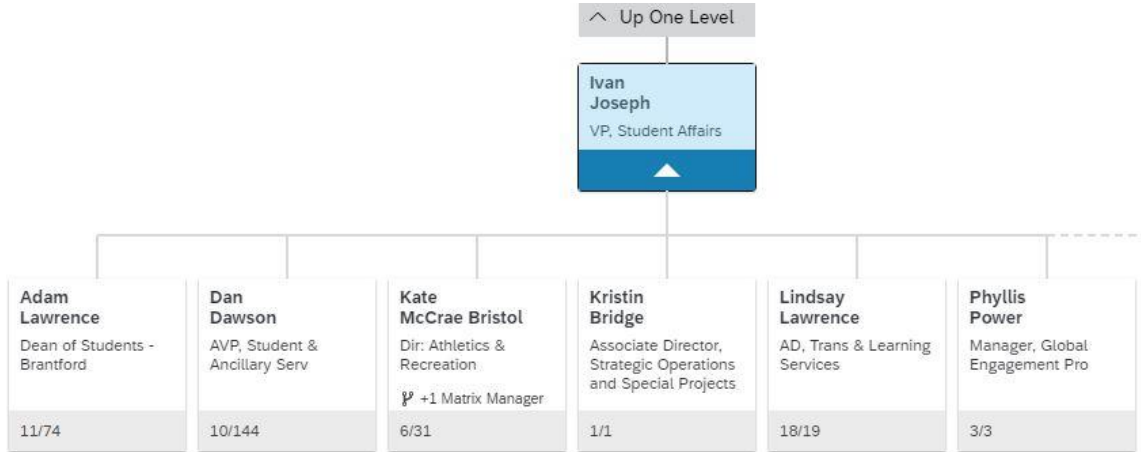 Up One Level
Ivan
Joseph
VP, Student Affairs
Adam
Lawrence
Dean of Students -
Brantford
11/74
Dan
Dawson
AVP, Student &
Ancillary Serv
10/144
Kate
McCrae Bristol
Dir: Athletics &
Recreation
+1 Matrix Manager
6/31
Kristin
Bridge
Associate Director,
Strategic Operations
and Special Projects
1/1
Lindsay
Lawrence
AD, Trans & Learning
Services
18/19
Phyllis
Power
Manager, Global
Engagement Pro
3/3